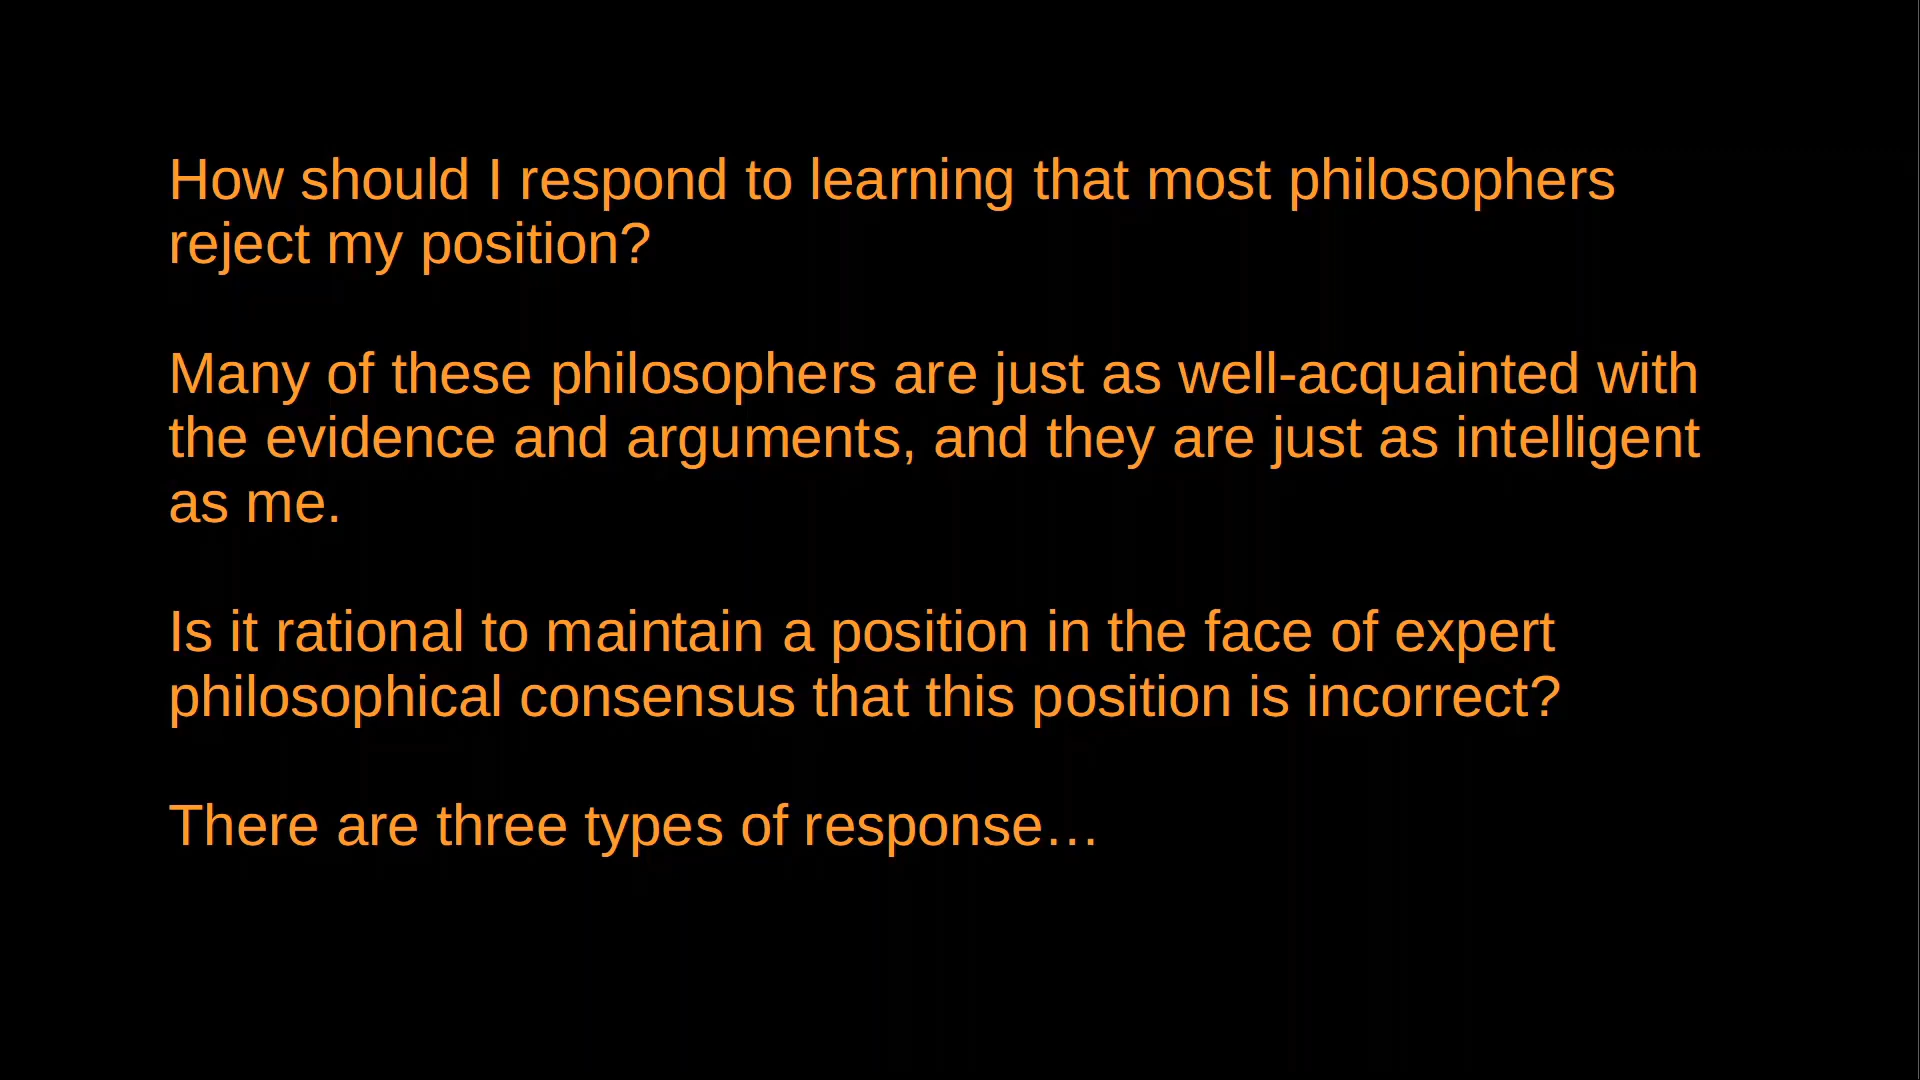 How should I respond to learning that most philosophers
reject my position?
Many of these philosophers are just as well-acquainted with
the evidence and arguments, and they are just as intelligent
as me.
Is it rational to maintain a position in the face of expert
philosophical consensus that this position is incorrect?
There are three types of response…